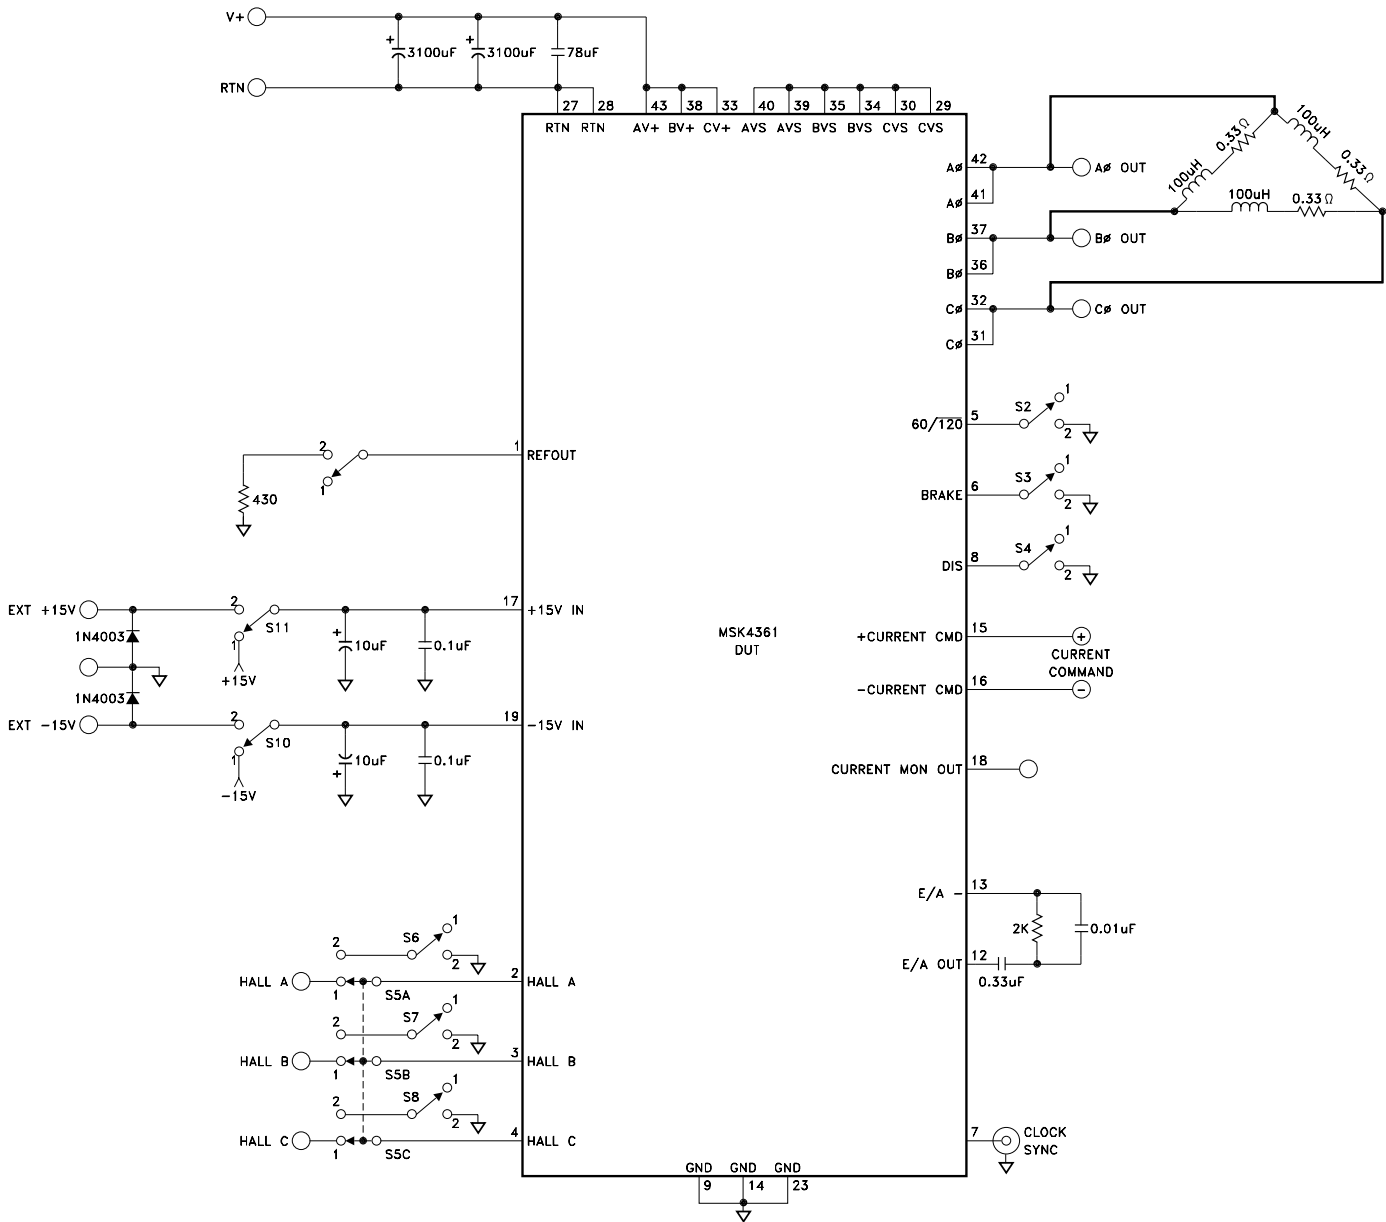 V+
3100uF 3100uF 78uF
RTN
27 28 43 38 33 40 39 35 34 30 29
RTN RTN AV+ BV+ CV+ AVS AVS BVS BVS CVS CVS
100uH
0.33Ω
0.33Ω
100uH
100uH 0.33Ω
AØ 42
AØ OUT
AØ 41
BØ 37
BØ OUT
BØ 36
CØ 32
CØ OUT
CØ 31
60/120 5 S2 1 2
1 REFOUT
2 1
430
BRAKE 6 S3 1 2
DIS 8 S4 1 2
EXT +15V
1N4003
2 S11 1
+15V
+ 10uF 0.1uF
17 +15V IN
MSK4361
DUT
+CURRENT CMD 15 +
CURRENT
COMMAND
-CURRENT CMD 16 -
1N4003
EXT -15V
2 S10 1
-15V
10uF + 0.1uF
19 -15V IN
CURRENT MON OUT 18
E/A - 13
2K 0.01uF
E/A OUT 12
0.33uF
2 S6 1 2
HALL A 1 S5A 2 HALL A
2 S7 1 2
HALL B 1 S5B 3 HALL B
2 S8 1 2
HALL C 1 S5C 4 HALL C
7 CLOCK
SYNC
GND GND GND
9 14 23